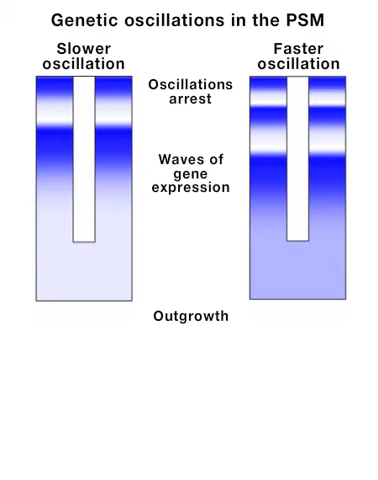 Genetic oscillations in the PSM
Slower
oscillation
Faster
oscillation
Oscillations
arrest
Waves of
gene
expression
Outgrowth